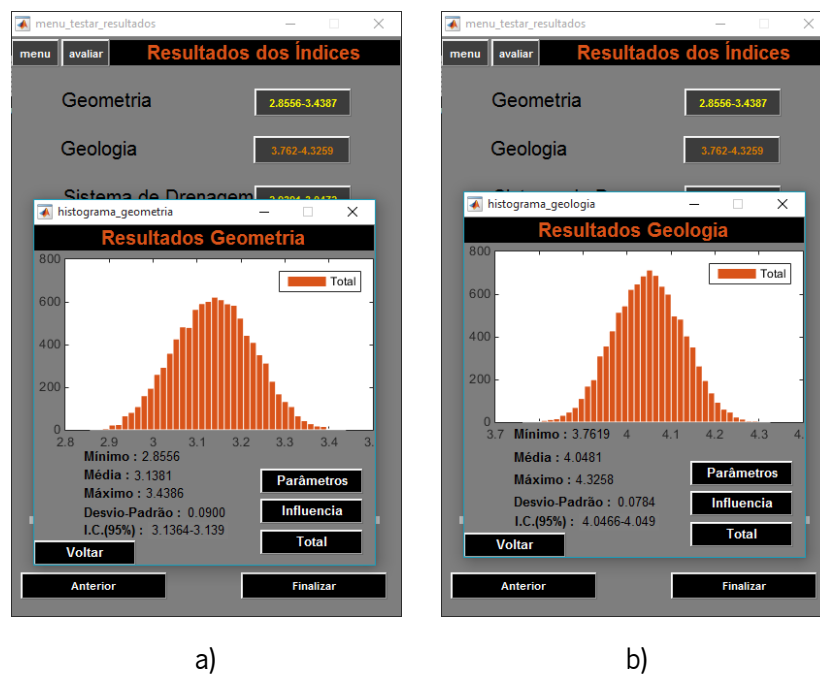 menu_testar_resultados
menu avaliar Resultados dos Índices
Geometria 2.8556-3.4387
Geologia 3.762-4.3259
Sistema de Drenagem
histograma_geometria
Resultados Geometria
800
600
400
200
0
Total
2.8 2.9 3 3.1 3.2 3.3 3.4 3.
Mínimo : 2.8556
Média : 3.1381
Máximo : 3.4386
Desvio-Padrão : 0.0900
I.C.(95%) : 3.1364-3.139
Parâmetros
Influencia
Total
Voltar
Anterior Finalizar
a)
menu_testar_resultados
menu avaliar Resultados dos Índices
Geometria 2.8556-3.4387
Geologia 3.762-4.3259
histograma_geologia
Resultados Geologia
800
600
400
200
0
Total
3.7 Mínimo : 3.7619 4 4.1 4.2 4.3 4.
Média : 4.0481
Máximo : 4.3258
Desvio-Padrão : 0.0784
I.C.(95%) : 4.0466-4.049
Parâmetros
Influencia
Total
Voltar
Anterior Finalizar
b)